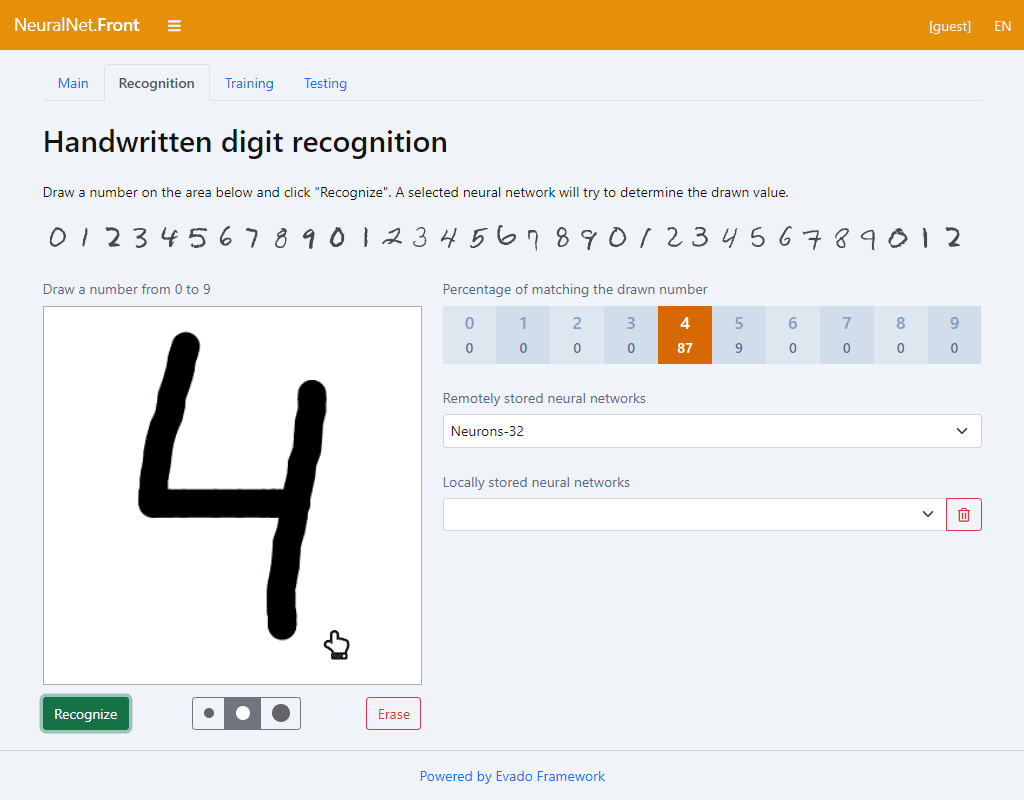 NeuralNet.Front [guest] EN
Main Recognition Training Testing
Handwritten digit recognition
Draw a number on the area below and click "Recognize". A selected neural network will try to determine the drawn value.
0 1 2 3 4 5 6 7 8 9 0 1 2 3 4 5 6 7 8 9 0 1 2 3 4 5 6 7 8 9 0 1 2
Draw a number from 0 to 9
4
Recognize
Erase
Percentage of matching the drawn number
0 1 2 3 4 5 6 7 8 9
0 0 0 0 87 9 0 0 0 0
Remotely stored neural networks
Neurons-32
Locally stored neural networks
Powered by Evado Framework